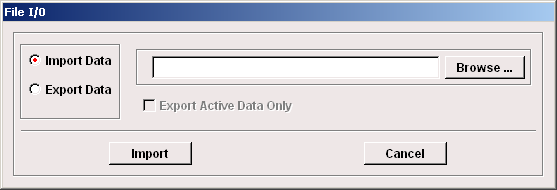 File I/O
Import Data
Browse ...
Export Data
Export Active Data Only
Import
Cancel